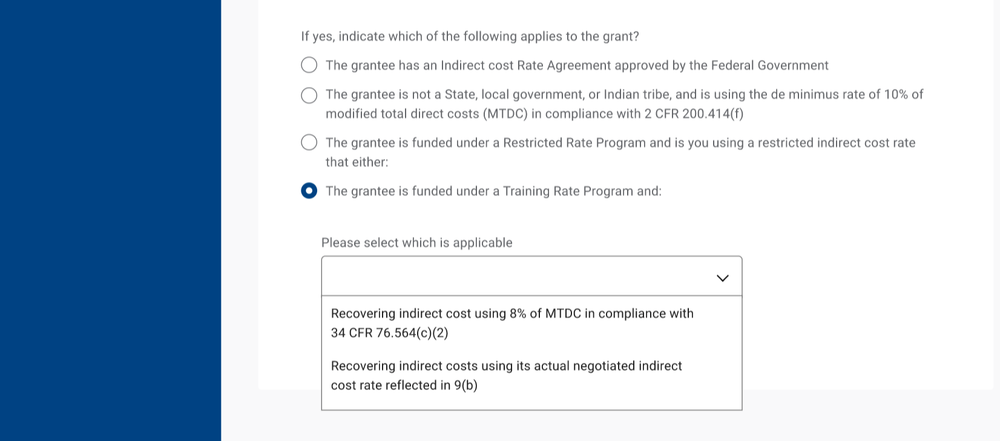 If yes, indicate which of the following applies to the grant?
The grantee has an Indirect cost Rate Agreement approved by the Federal Government
The grantee is not a State, local government, or Indian tribe, and is using the de minimus rate of 10% of
modified total direct costs (MTDC) in compliance with 2 CFR 200.414(f)
The grantee is funded under a Restricted Rate Program and is you using a restricted indirect cost rate
that either:
The grantee is funded under a Training Rate Program and:
Please select which is applicable
Recovering indirect cost using 8% of MTDC in compliance with
34 CFR 76.564(c)(2)
Recovering indirect costs using its actual negotiated indirect
cost rate reflected in 9(b)